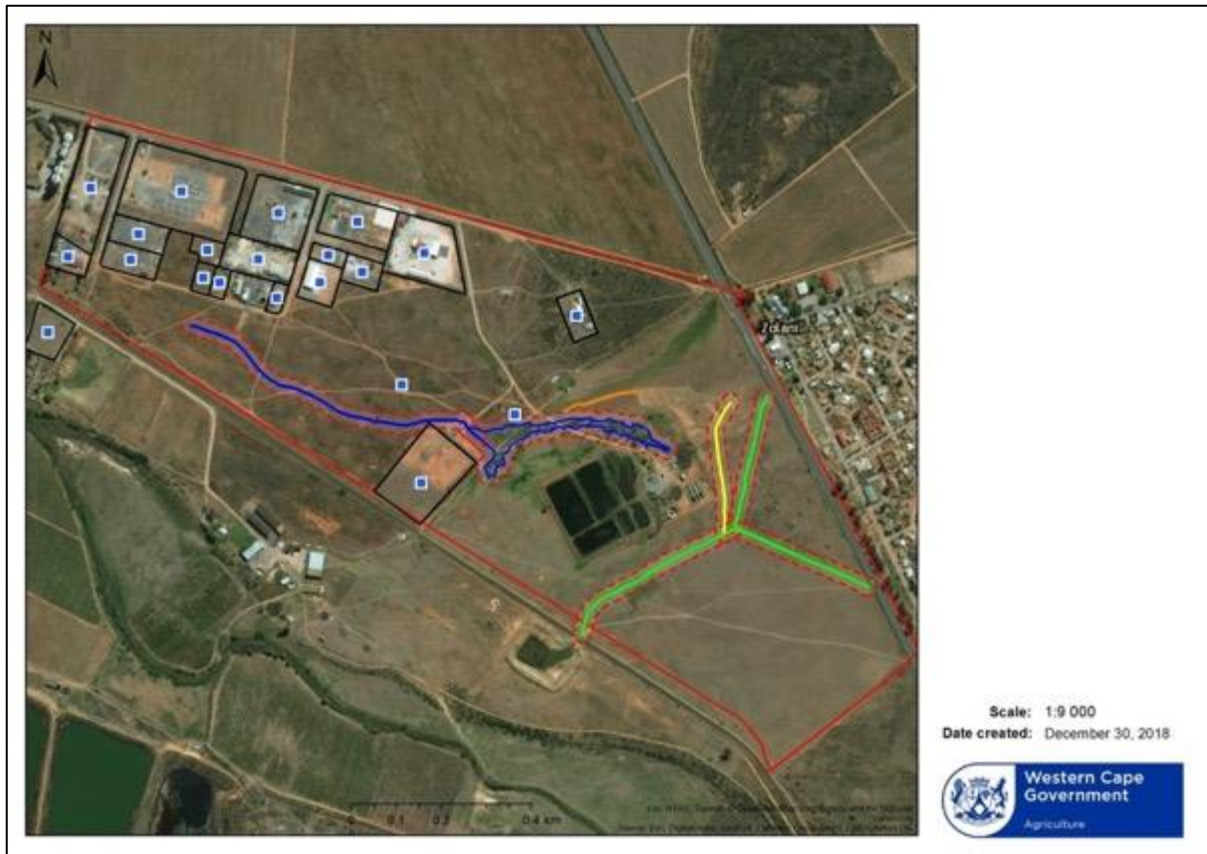 N
Zolani
0 0.1 0.2 0.4 km
Scale: 1:9 000
Date created: December 30, 2018
Western Cape
Government
Agriculture